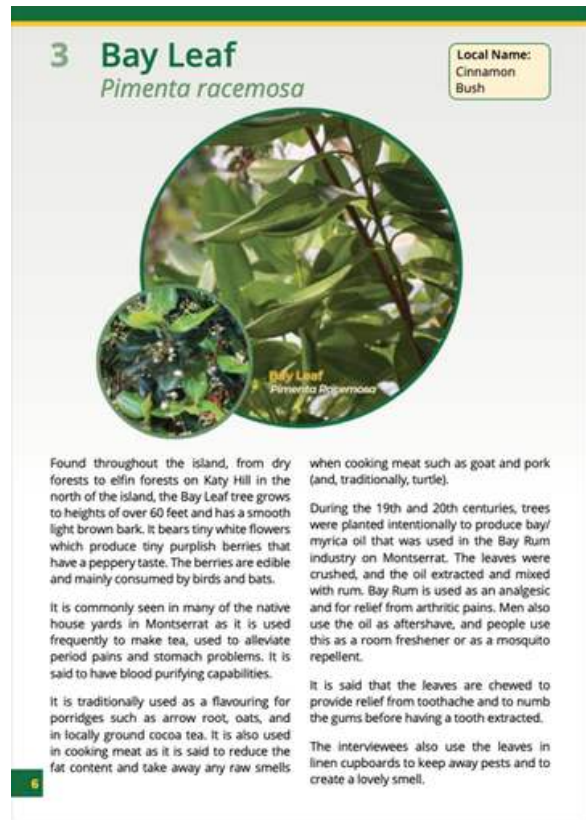 3 Bay Leaf
Pimenta racemosa
Local Name:
Cinnamon
Bush
Bay Leaf
Pimenta Racemosa
Found throughout the island, from dry
forests to elfin forests on Katy Hill in the
north of the island, the Bay Leaf tree grows
to heights of over 60 feet and has a smooth
light brown bark. It bears tiny white flowers
which produce tiny purplish berries that
have a peppery taste. The berries are edible
and mainly consumed by birds and bats.
It is commonly seen in many of the native
house yards in Montserrat as it is used
frequently to make tea, used to alleviate
period pains and stomach problems. It is
said to have blood purifying capabilities.
It is traditionally used as a flavouring for
porridges such as arrow root, oats, and
in locally ground cocoa tea. It is also used
in cooking meat as it is said to reduce the
fat content and take away any raw smells
when cooking meat such as goat and pork
(and, traditionally, turtle).
During the 19th and 20th centuries, trees
were planted intentionally to produce bay/
myrica oil that was used in the Bay Rum
industry on Montserrat. The leaves were
crushed, and the oil extracted and mixed
with rum. Bay Rum is used as an analgesic
and for relief from arthritic pains. Men also
use the oil as aftershave, and people use
this as a room freshener or as a mosquito
repellent.
It is said that the leaves are chewed to
provide relief from toothache and to numb
the gums before having a tooth extracted.
The interviewees also use the leaves in
linen cupboards to keep away pests and to
create a lovely smell.
6